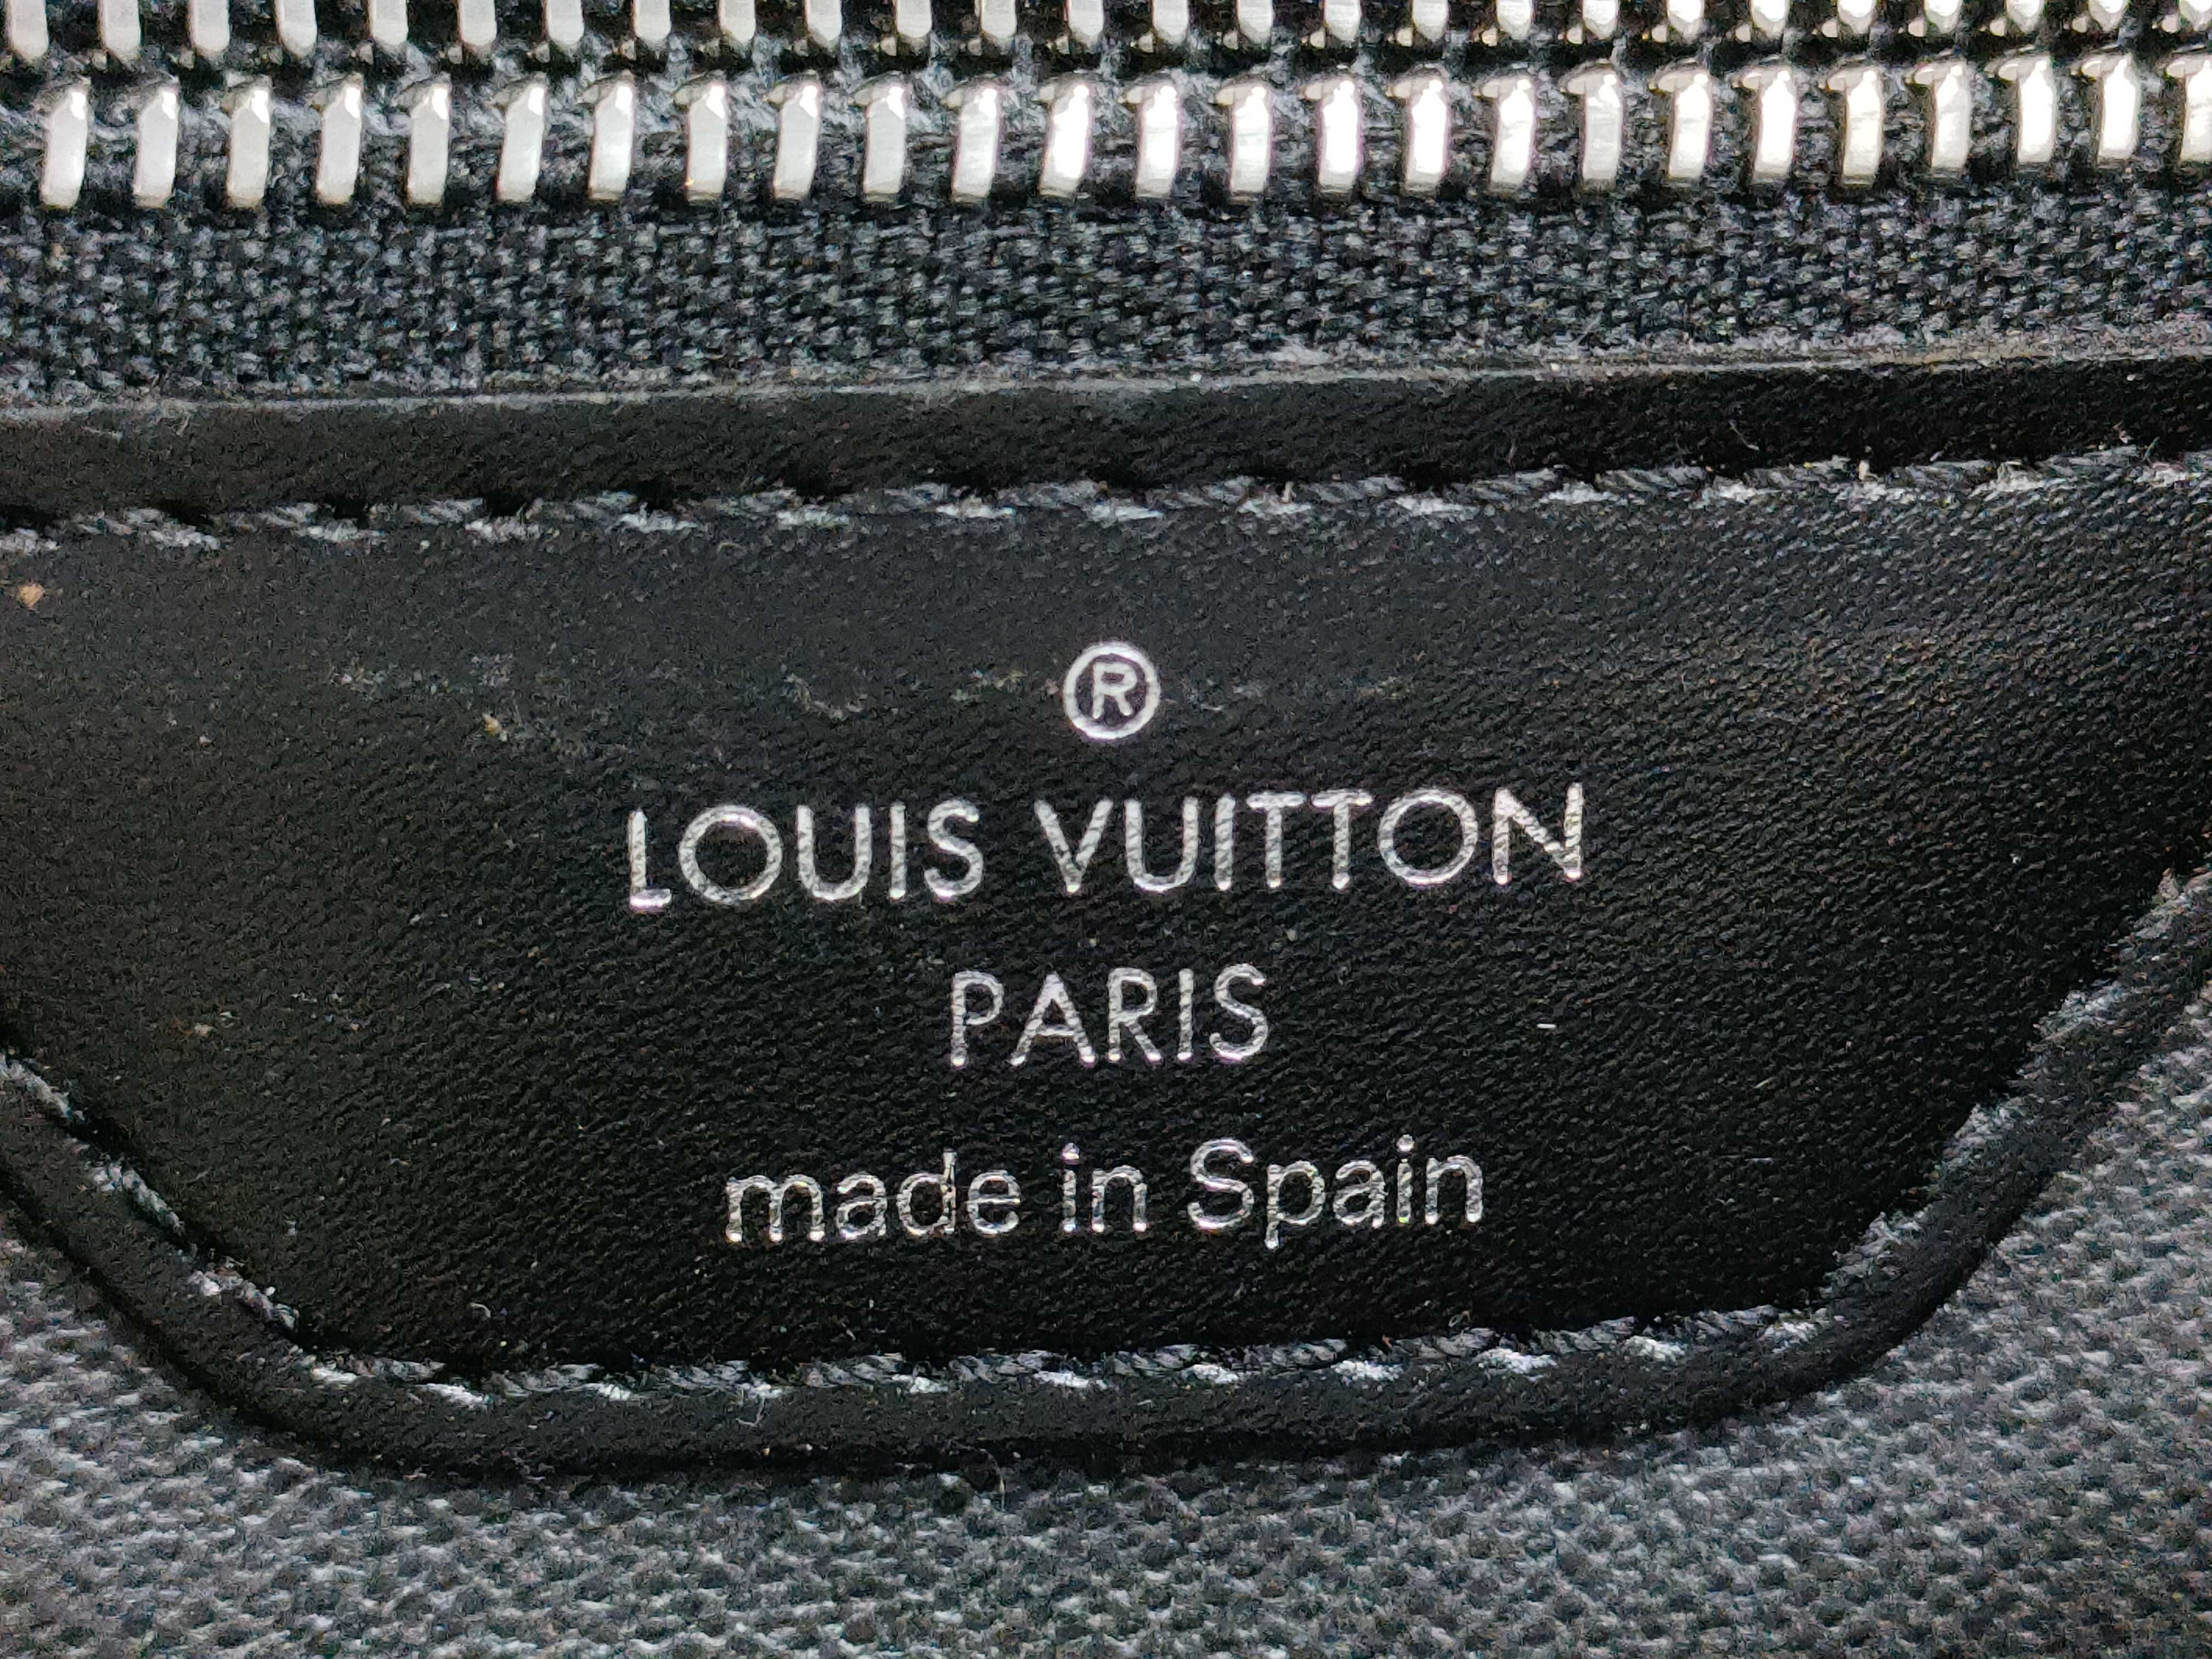 ®
LOUIS VUITTON
PARIS
made in Spain